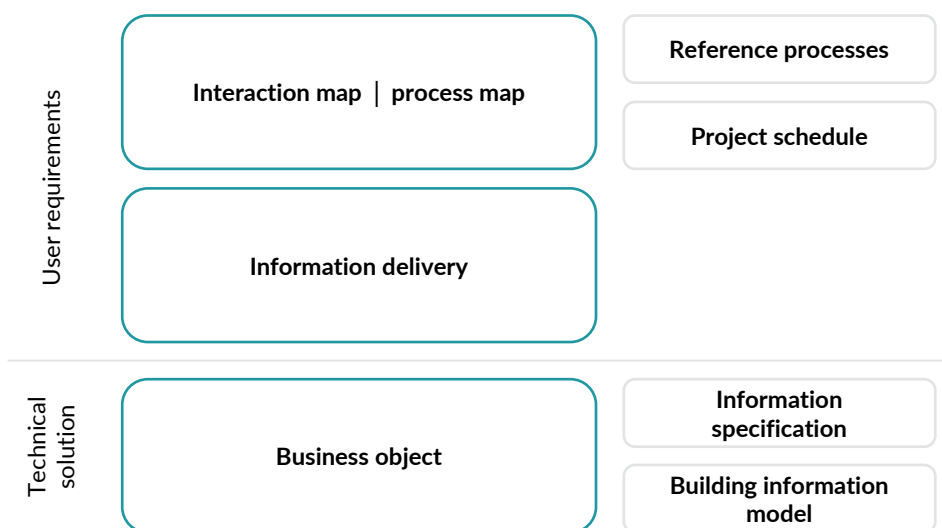 User requirements
Interaction map | process map
Reference processes
Project schedule
Information delivery
Technical
solution
Business object
Information
specification
Building information
model